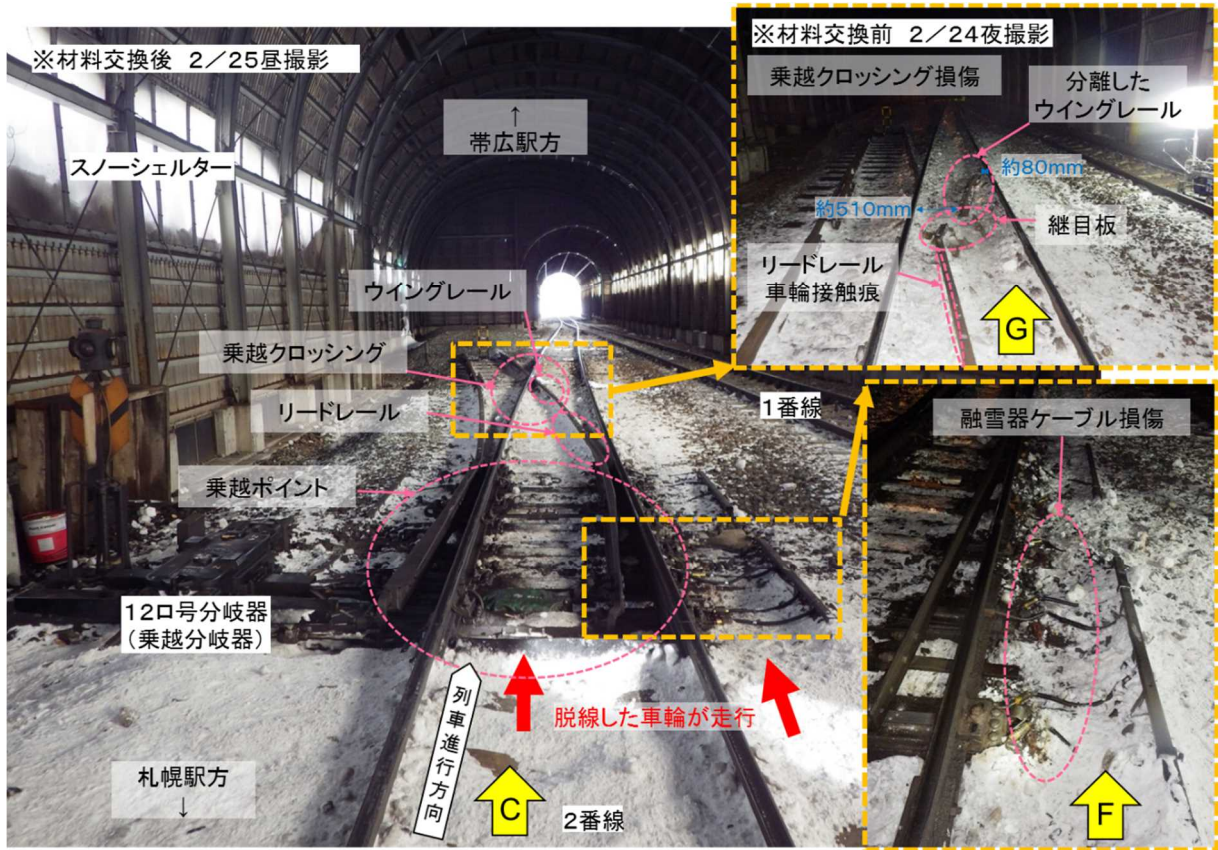 ※材料交換後 2/25昼撮影
↑
帯広駅方
スノーシェルター
ウイングレール
乗越クロッシング
リードレール
乗越ポイント
1番線
12ロ号分岐器
(乗越分岐器)
脱線した車輪が走行
列車進行方向
札幌駅方
↓
C
2番線
※材料交換前 2/24夜撮影
乗越クロッシング損傷
分離した
ウイングレール
約80mm
約510mm
継目板
リードレール
車輪接触痕
G
融雪器ケーブル損傷
F